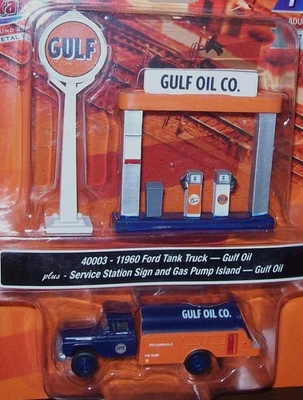 GULF
GULF OIL CO.
40003 - 11960 Ford Tank Truck — Gulf Oil
plus - Service Station Sign and Gas Pump Island — Gulf Oil
GULF OIL CO.